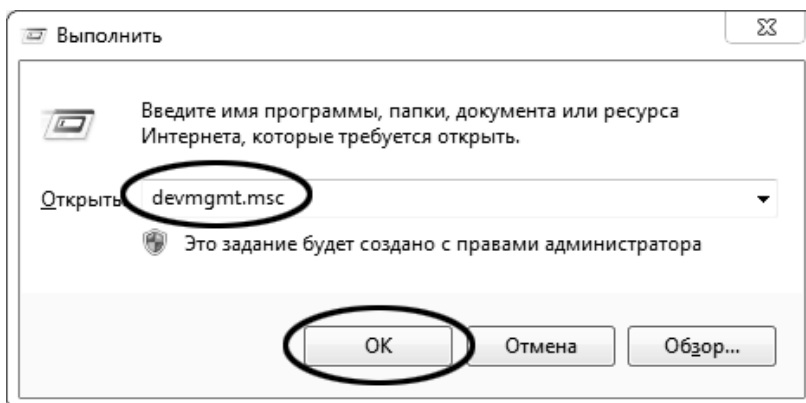 Выполнить
Введите имя программы, папки, документа или ресурса
Интернета, которые требуется открыть.
Открыть
devmgmt.msc
Это задание будет создано с правами администратора
ОК
Отмена
Обзор...